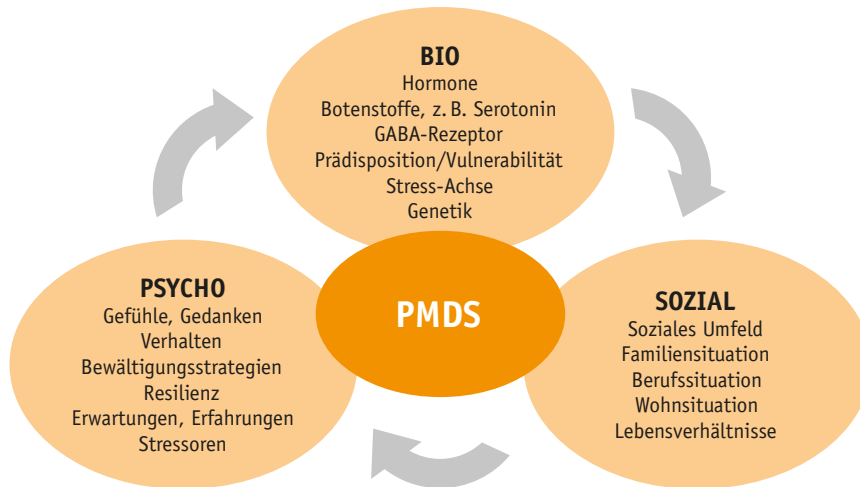 BIO
Hormone
Botenstoffe, z. B. Serotonin
GABA-Rezeptor
Prädisposition/Vulnerabilität
Stress-Achse
Genetik
PSYCHO
Gefühle, Gedanken
Verhalten
Bewältigungsstrategien
Resilienz
Erwartungen, Erfahrungen
Stressoren
PMDS
SOZIAL
Soziales Umfeld
Familiensituation
Berufssituation
Wohnsituation
Lebensverhältnisse